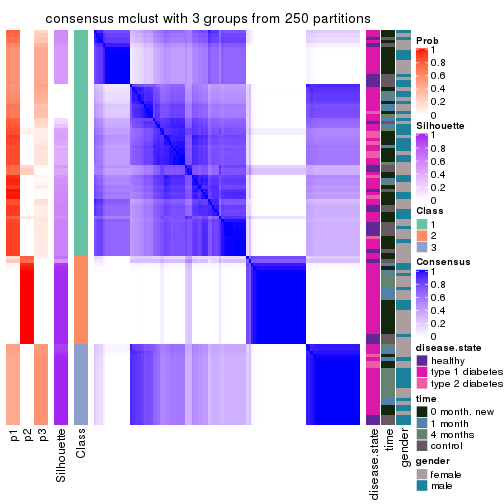 consensus mclust with 3 groups from 250 partitions
Prob
1
0.8
0.6
0.4
0.2
0
Silhouette
1
0.8
0.6
0.4
0.2
0
Class
1
2
3
Consensus
1
0.8
0.6
0.4
0.2
0
disease.state
healthy
type 1 diabetes
type 2 diabetes
time
0 month, new
1 month
4 months
control
gender
female
male
p1
p2
p3
Silhouette
Class
disease.state
time
gender